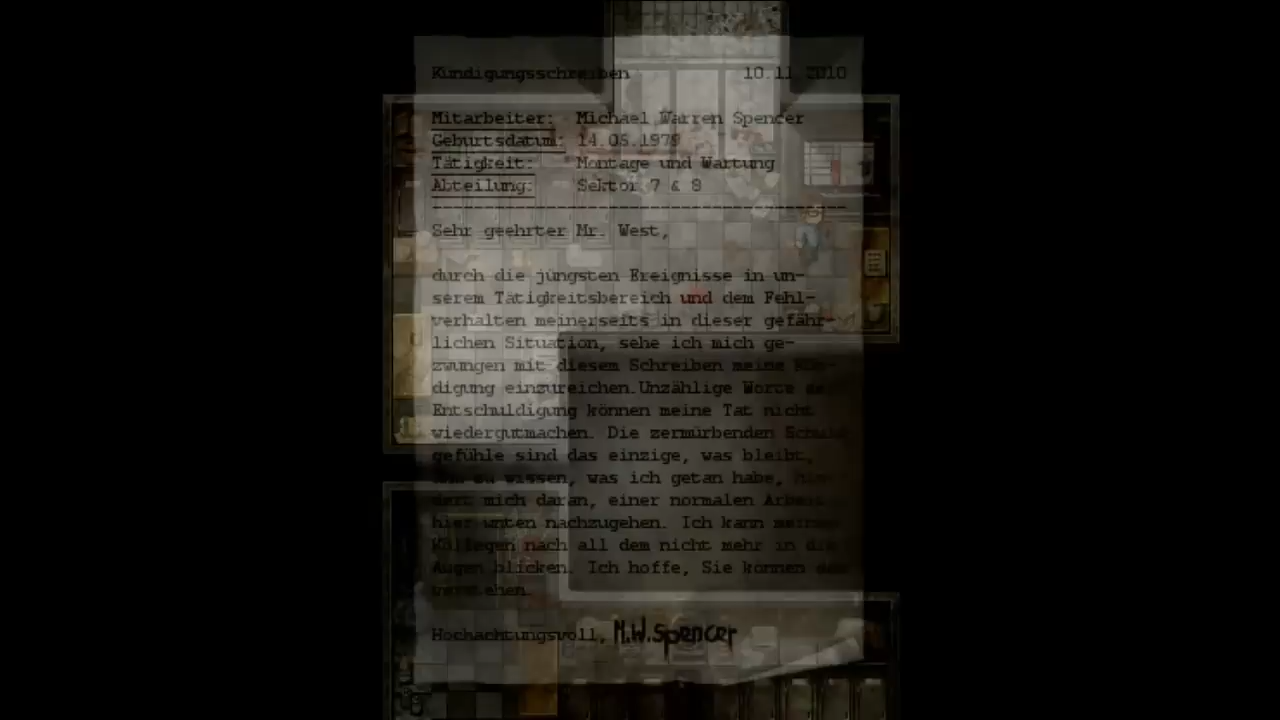 Kündigungsschreiben 10.11.2010
Mitarbeiter: Michael Warren Spencer
Geburtsdatum: 14.05.1979
Tätigkeit: Montage und Wartung
Abteilung: Sektor 7 & 8
Sehr geehrter Mr. West,
durch die jüngsten Ereignisse in un-
serem Tätigkeitsbereich und dem Fehl-
verhalten meinerseits in dieser gefähr-
lichen Situation, sehe ich mich ge-
zwungen mit diesem Schreiben meine Kün-
digung einzureichen.Unzählige Worte
Entschuldigung können meine Tat nicht
wiedergutmachen. Die zermürbenden Schuld
gefühle sind das einzige, was bleibt,
zu wissen, was ich getan habe,
dert mich daran, einer normalen
hier unten nachzugehen. Ich kann meinen
Kollegen nach all dem nicht mehr in die
Augen blicken. Ich hoffe, Sie können das
verstehen.
Hochachtungsvoll, M.W.Spencer